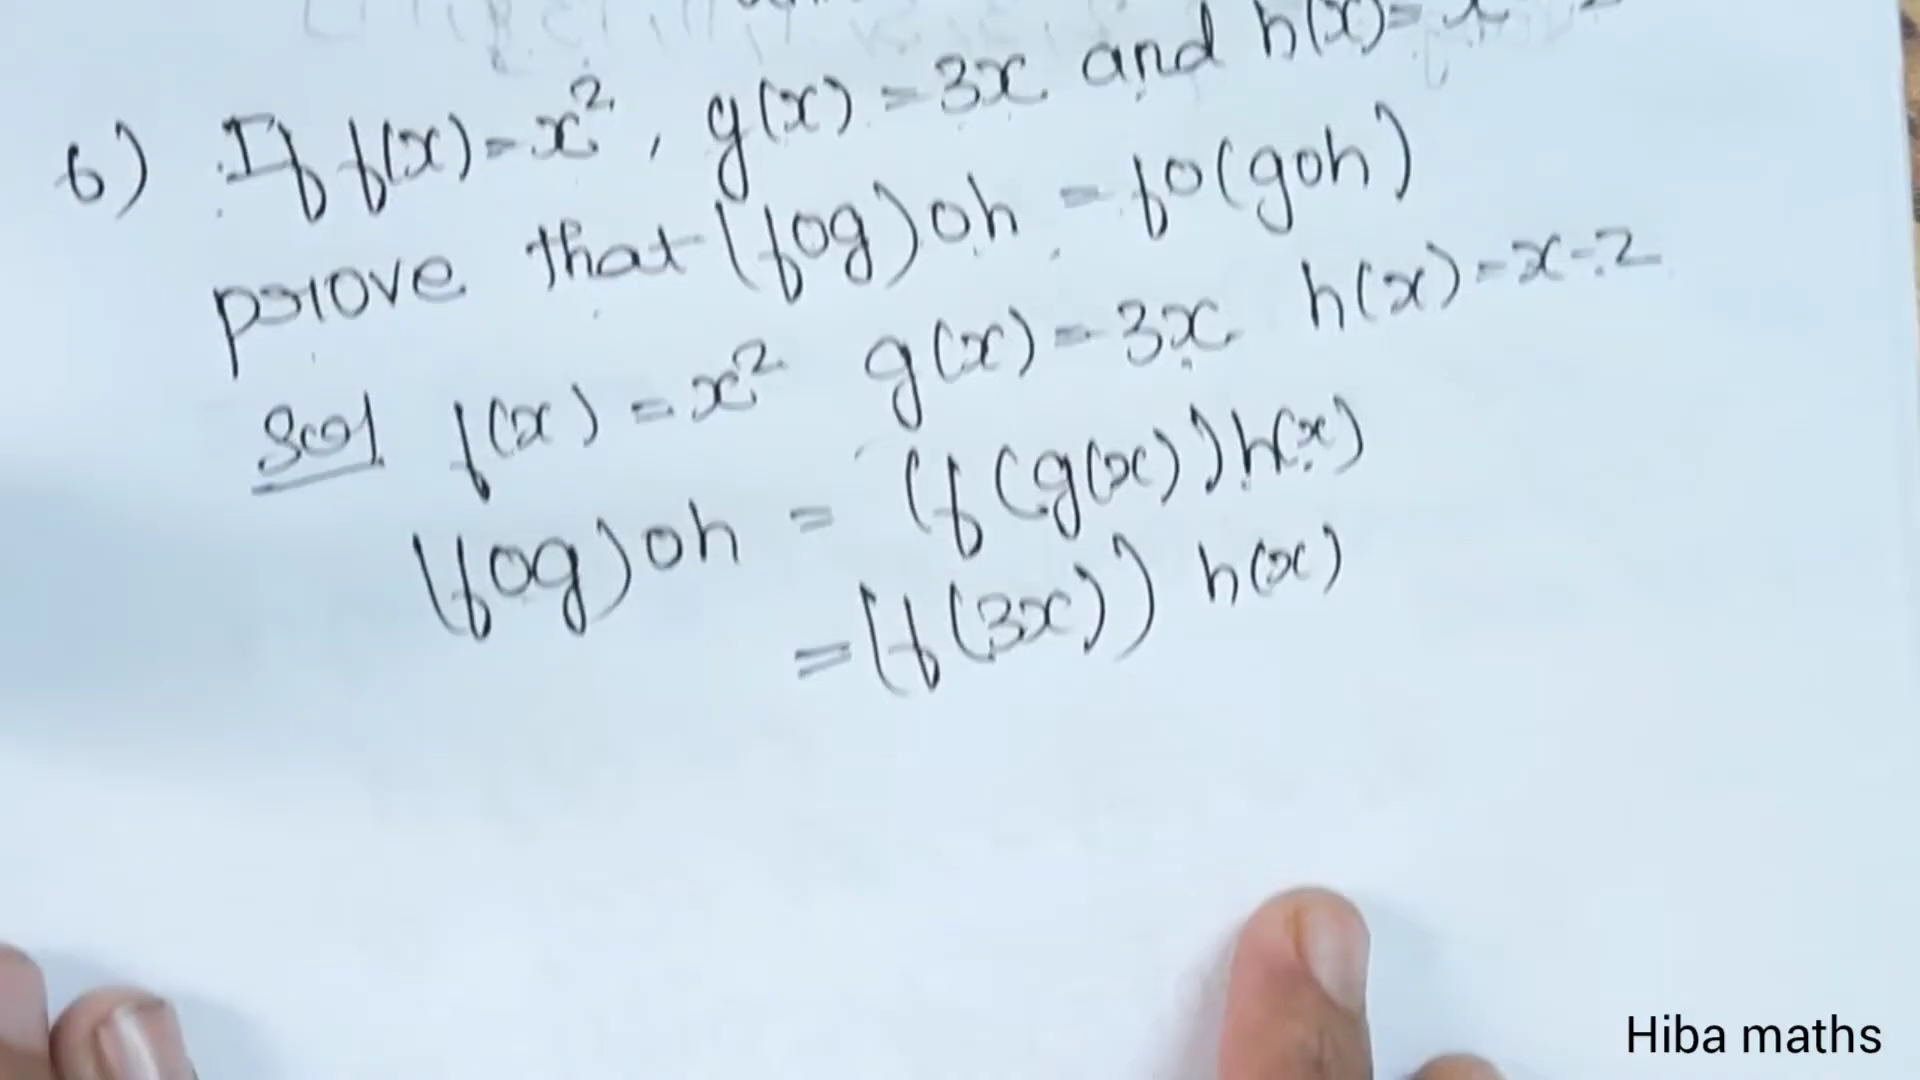 6) If f(x)=x², g(x)=3x and h(x)=
prove that (fog)oh = fo(goh)
Sol f(x)=x² g(x)=3x h(x)=x-2
(fog)oh = (f(g(x))h(x)
=(f(3x)) h(x)
Hiba maths